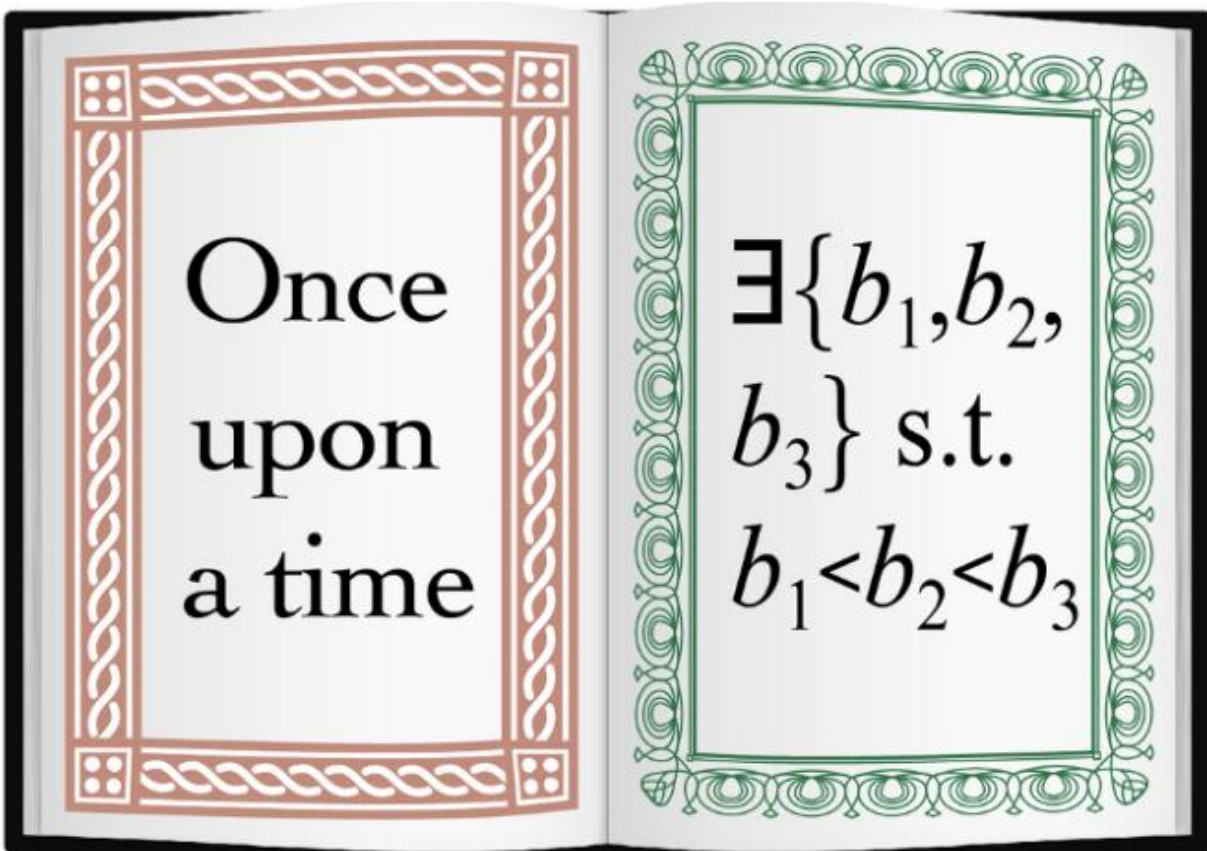 Once
upon
a time
∃{b₁,b₂,
b₃} s.t.
b₁<b₂<b₃